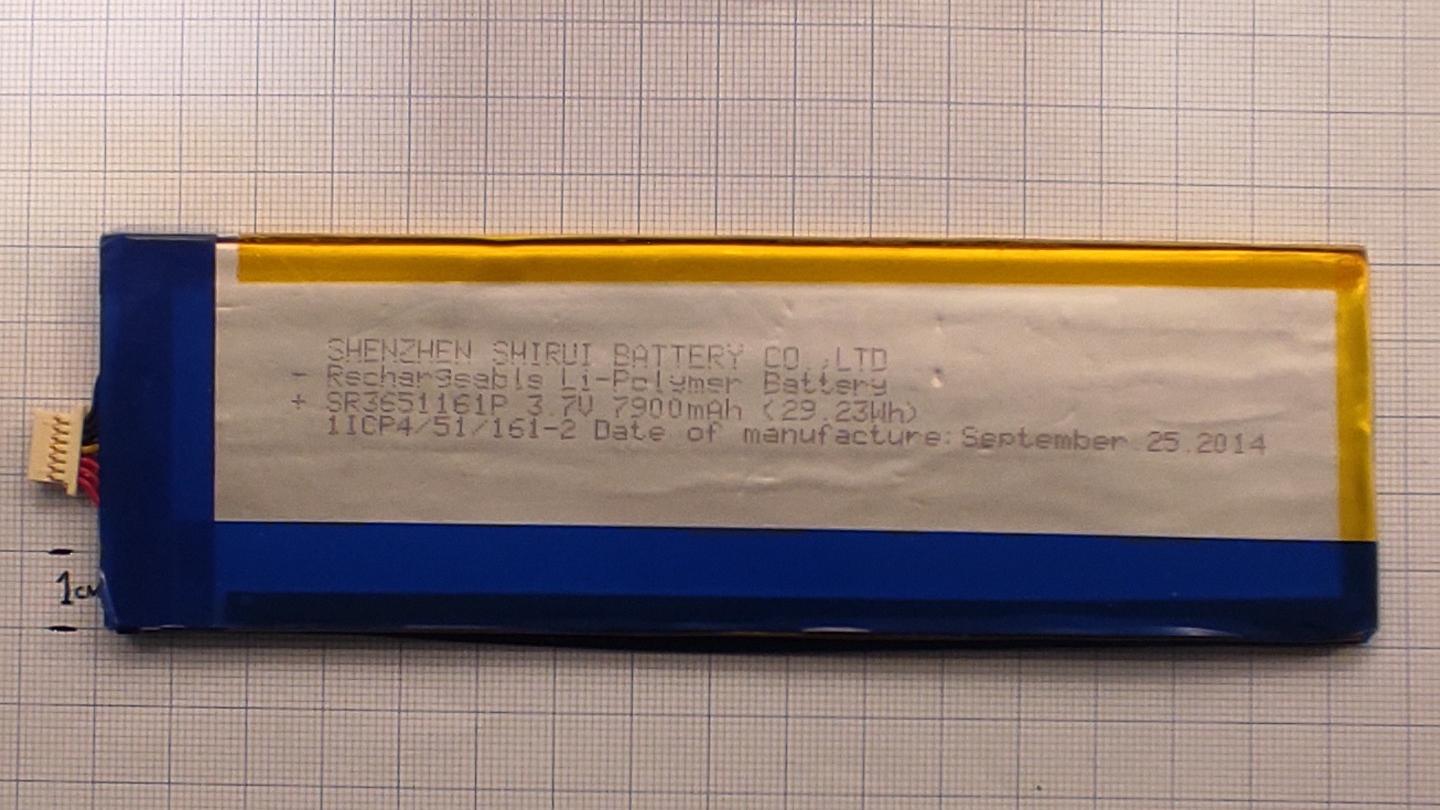 SHENZHEN SHIRUI BATTERY CO.,LTD
- Rechargeable Li-Polymer Battery
+ SR3651161P 3.7V 7900mAh (29.23Wh)
1ICP4/51/161-2 Date of manufacture: September 25.2014
1cm